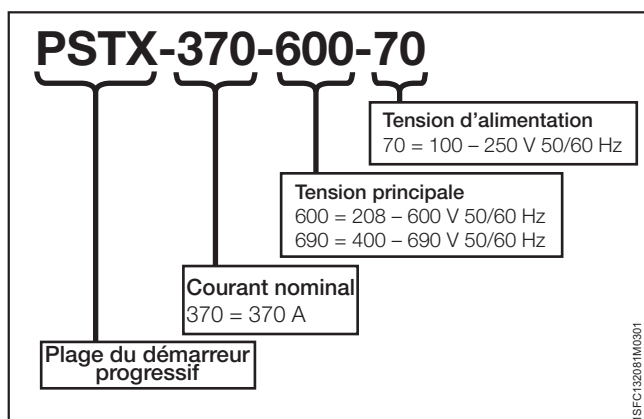 PSTX-370-600-70
Tension d'alimentation
70 = 100 – 250 V 50/60 Hz
Tension principale
600 = 208 – 600 V 50/60 Hz
690 = 400 – 690 V 50/60 Hz
Courant nominal
370 = 370 A
Plage du démarreur
progressif
ISFC132081M0301